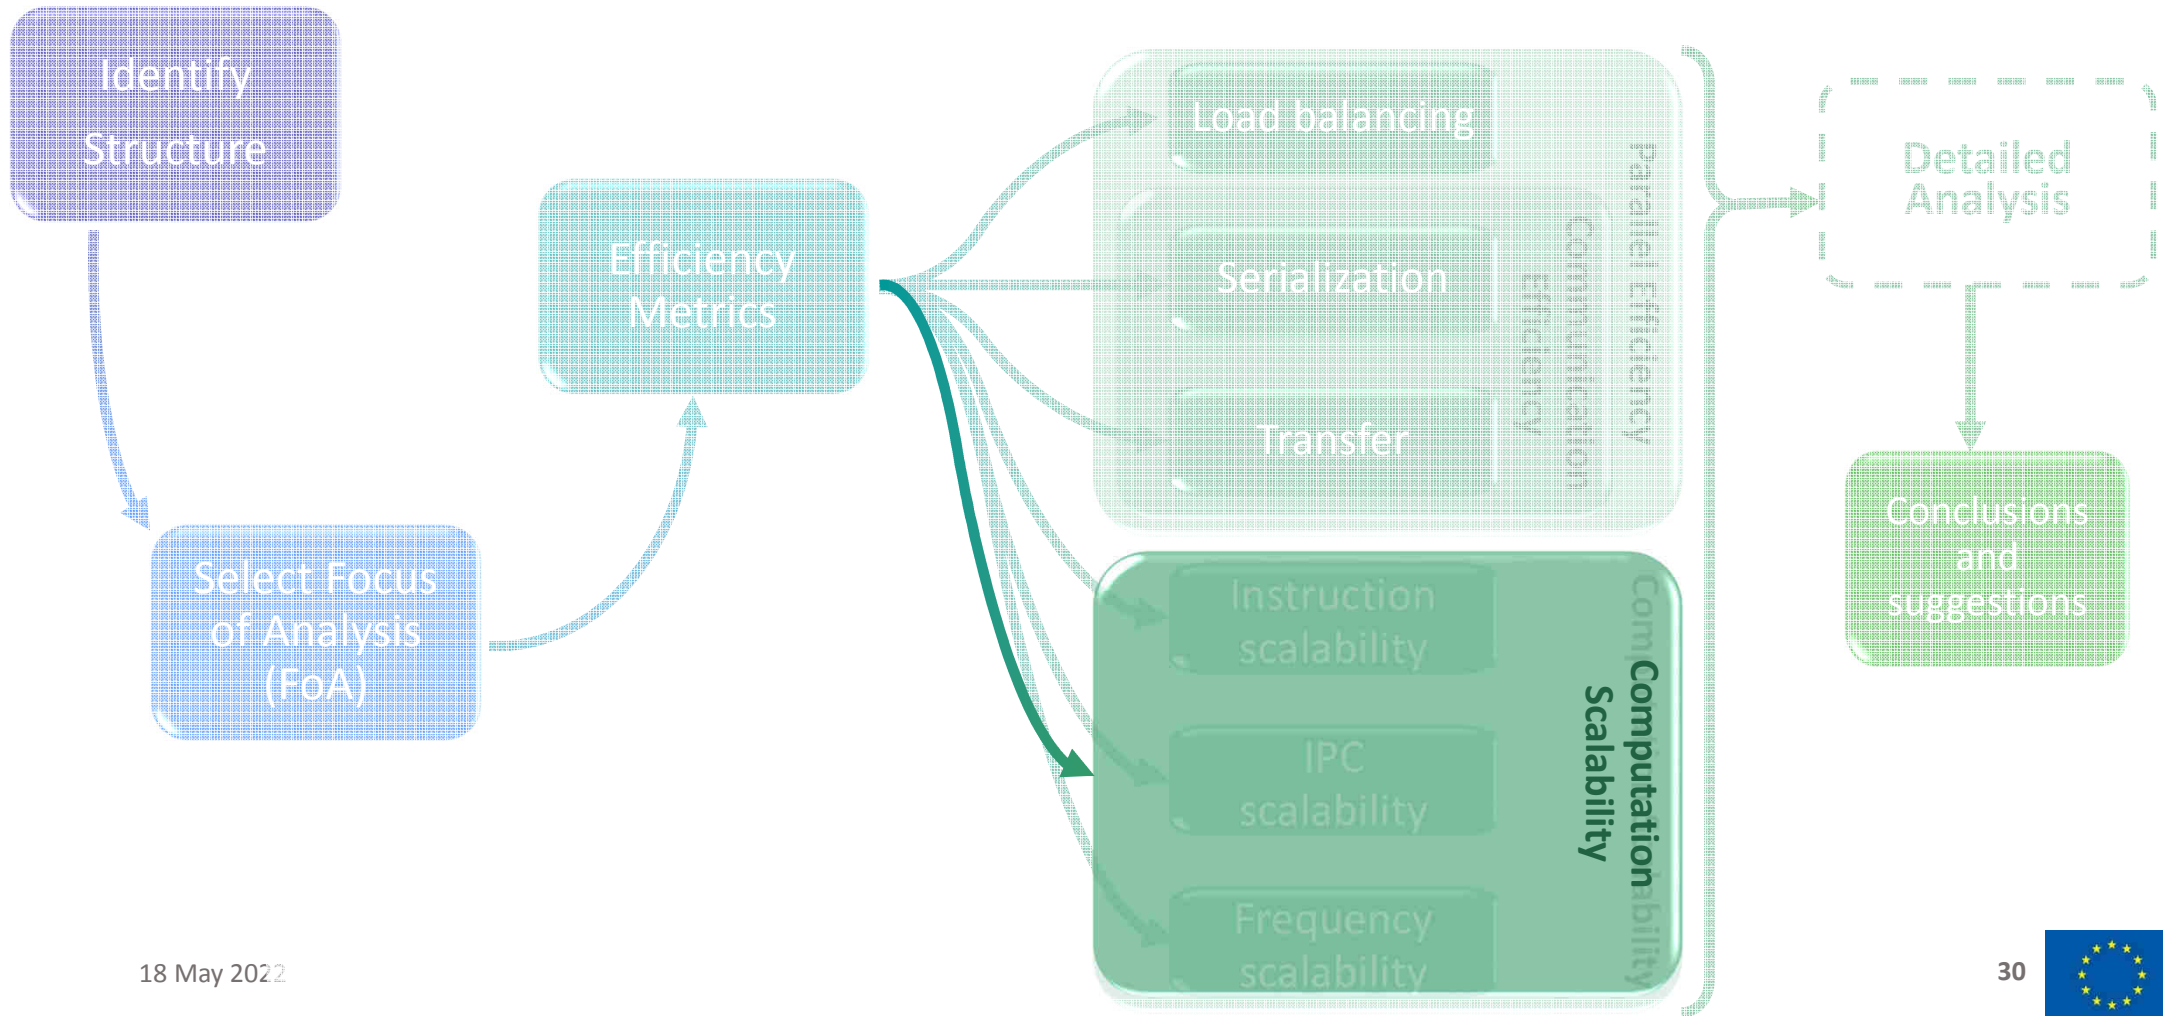 Identify
Structure
Select Focus
of Analysis
(FoA)
Efficiency
Metrics
Load balancing
Serialization
Transfer
Communication
Efficiency
Parallel Efficiency
Instruction
scalability
IPC
scalability
Frequency
scalability
Computation
Scalability
Detailed
Analysis
Conclusions
and
suggestions
18 May 2022
30